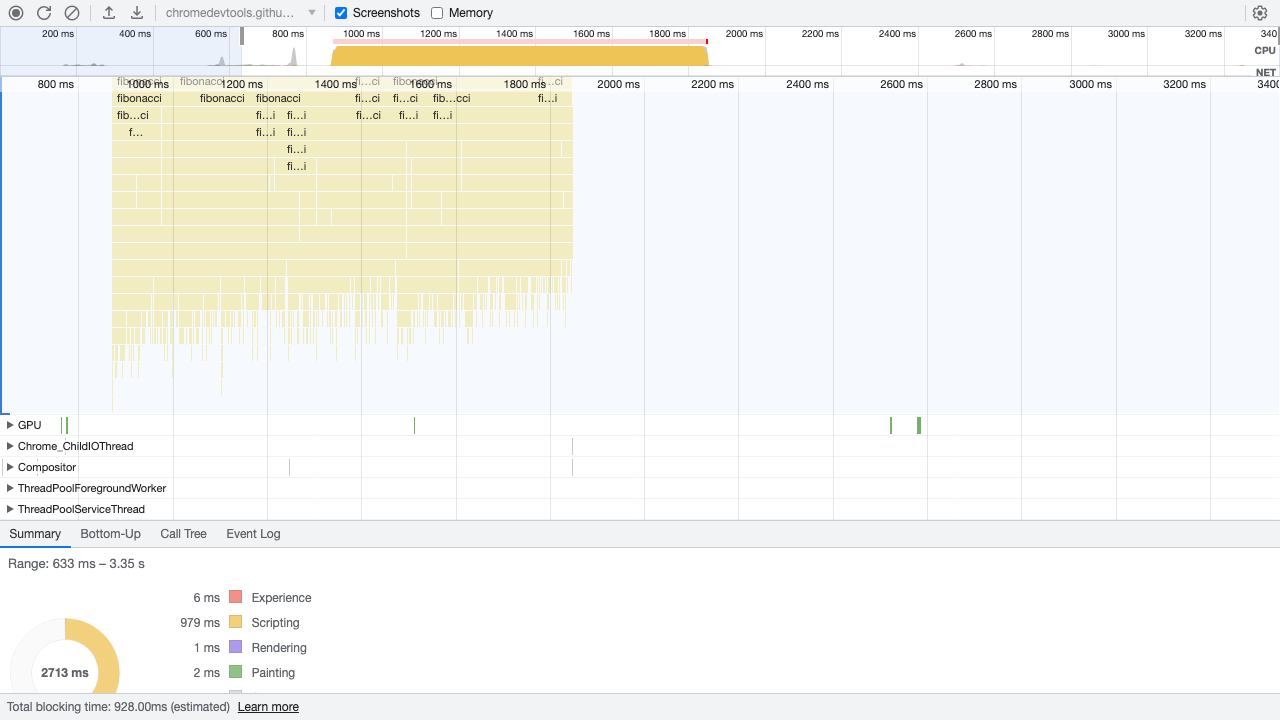 chromedevtools.githu… Screenshots Memory
200 ms 400 ms 600 ms 800 ms 1000 ms 1200 ms 1400 ms 1600 ms 1800 ms 2000 ms 2200 ms 2400 ms 2600 ms 2800 ms 3000 ms 3200 ms 340
CPU
NET
fibonacci fibonacci fi…ci fibonacci fi…ci
800 ms 1000 ms 1200 ms 1400 ms 1600 ms 1800 ms 2000 ms 2200 ms 2400 ms 2600 ms 2800 ms 3000 ms 3200 ms 3400
fibonacci fibonacci fibonacci fi…ci fi…ci fib…cci fi…i
fib…ci fi…i fi…i fi…ci fi…i fi…i
f… fi…i fi…i
fi…i
fi…i
GPU
Chrome_ChildIOThread
Compositor
ThreadPoolForegroundWorker
ThreadPoolServiceThread
Summary Bottom-Up Call Tree Event Log
Range: 633 ms – 3.35 s
6 ms Experience
979 ms Scripting
1 ms Rendering
2713 ms
2 ms Painting
Total blocking time: 928.00ms (estimated) Learn more